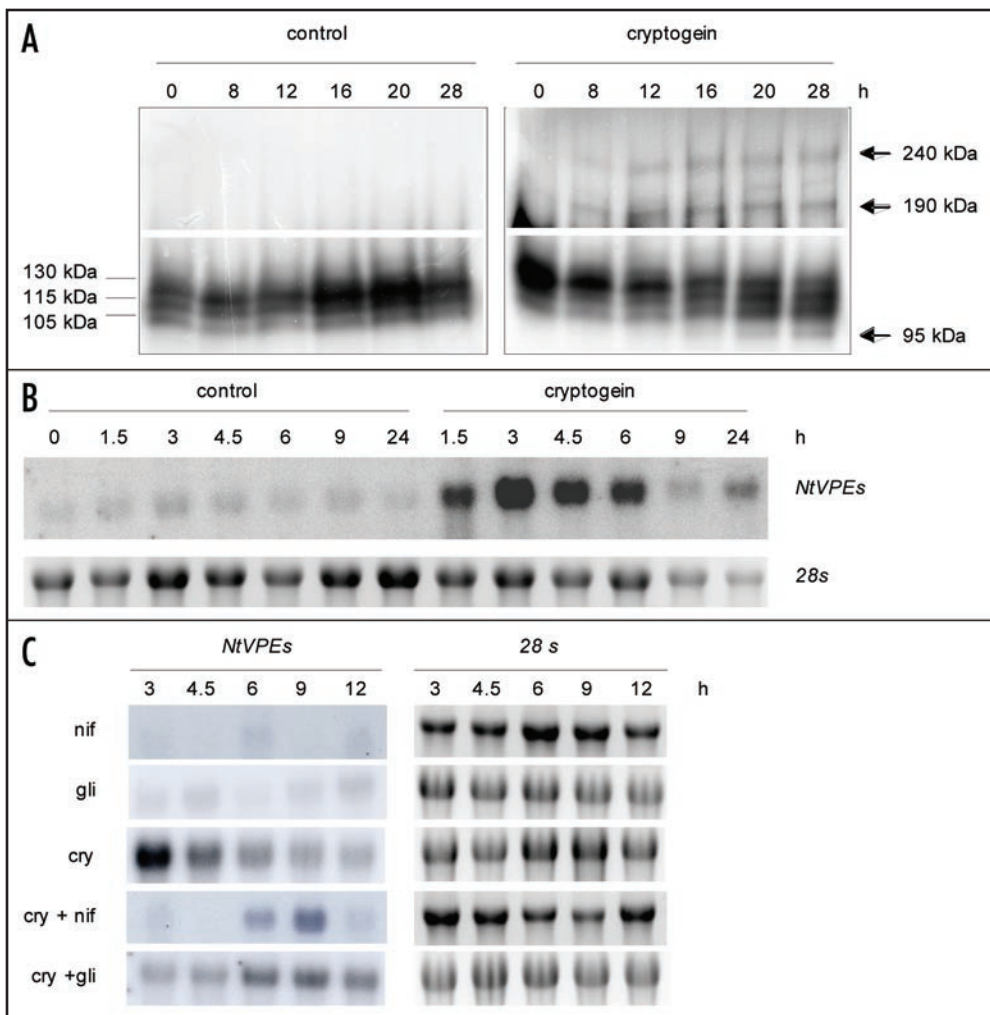 A
control cryptogein
0 8 12 16 20 28 0 8 12 16 20 28 h
240 kDa
190 kDa
130 kDa
115 kDa
105 kDa
95 kDa
B
control cryptogein
0 1.5 3 4.5 6 9 24 1.5 3 4.5 6 9 24 h
NtVPEs
28s
C
NtVPEs 28 s
3 4.5 6 9 12 3 4.5 6 9 12 h
nif
gli
cry
cry + nif
cry +gli